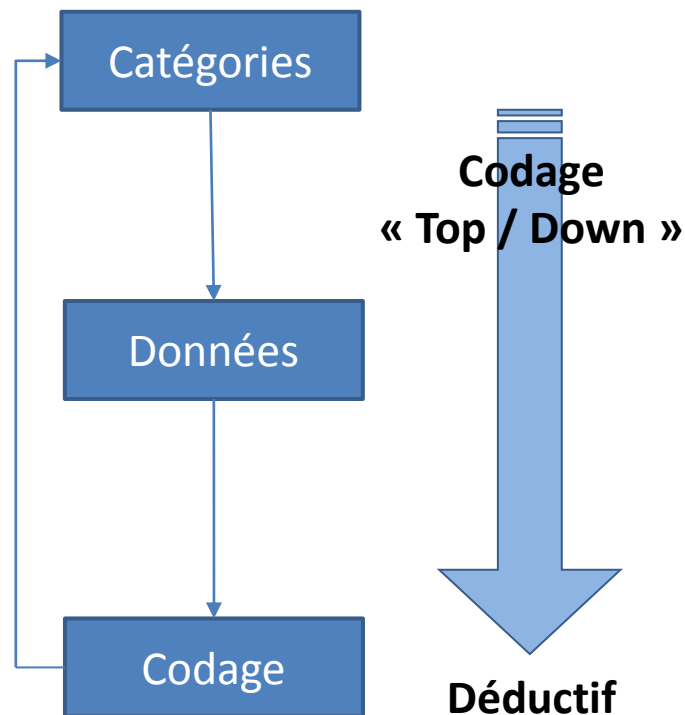 Catégories
Codage
« Top / Down »
Données
Codage
Déductif